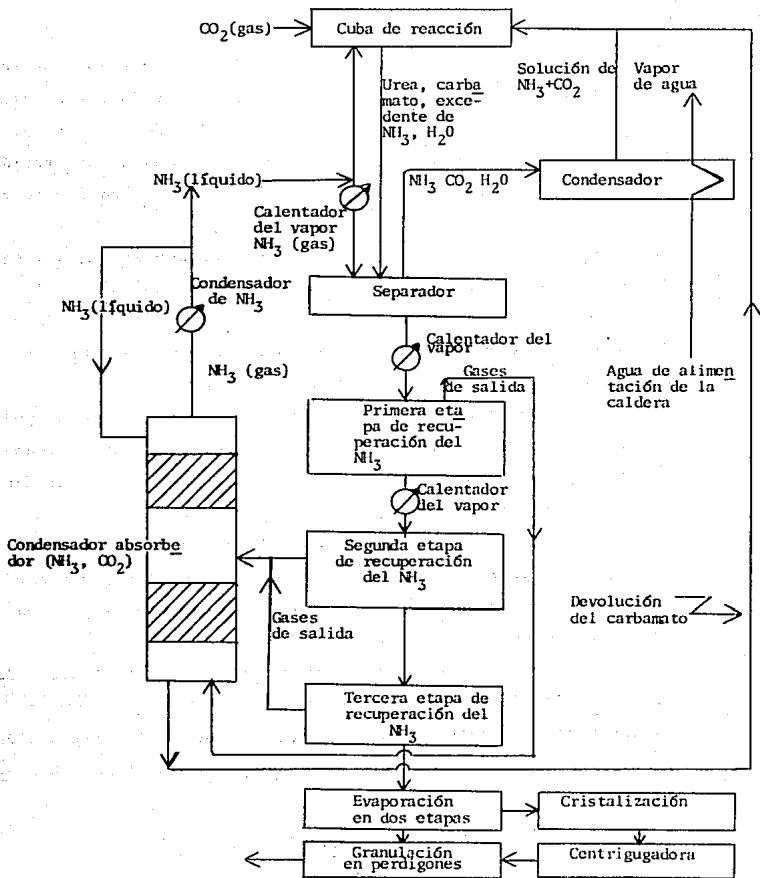 CO2(gas)
Cuba de reacción
Solución de
NH3+CO2
Vapor
de agua
Urea, carba
mato, exce-
dente de
NH3, H2O
NH3(líquido)
NH3 CO2 H2O
Condensador
Calentador
del vapor
NH3 (gas)
Condensador
de NH3
NH3(líquido)
Separador
NH3 (gas)
Calentador del
vapor
Gases
de salida
Agua de alimen
tación de la
caldera
Primera eta
pa de recu-
peración del
NH3
Calentador
del vapor
Condensador absorbe
dor (NH3, CO2)
Segunda etapa
de recuperación
del NH3
Gases
de salida
Devolución
del carbamato
Tercera etapa de
recuperación del
NH3
Evaporación
en dos etapas
Cristalización
Granulación
en perdigones
Centrigugadora